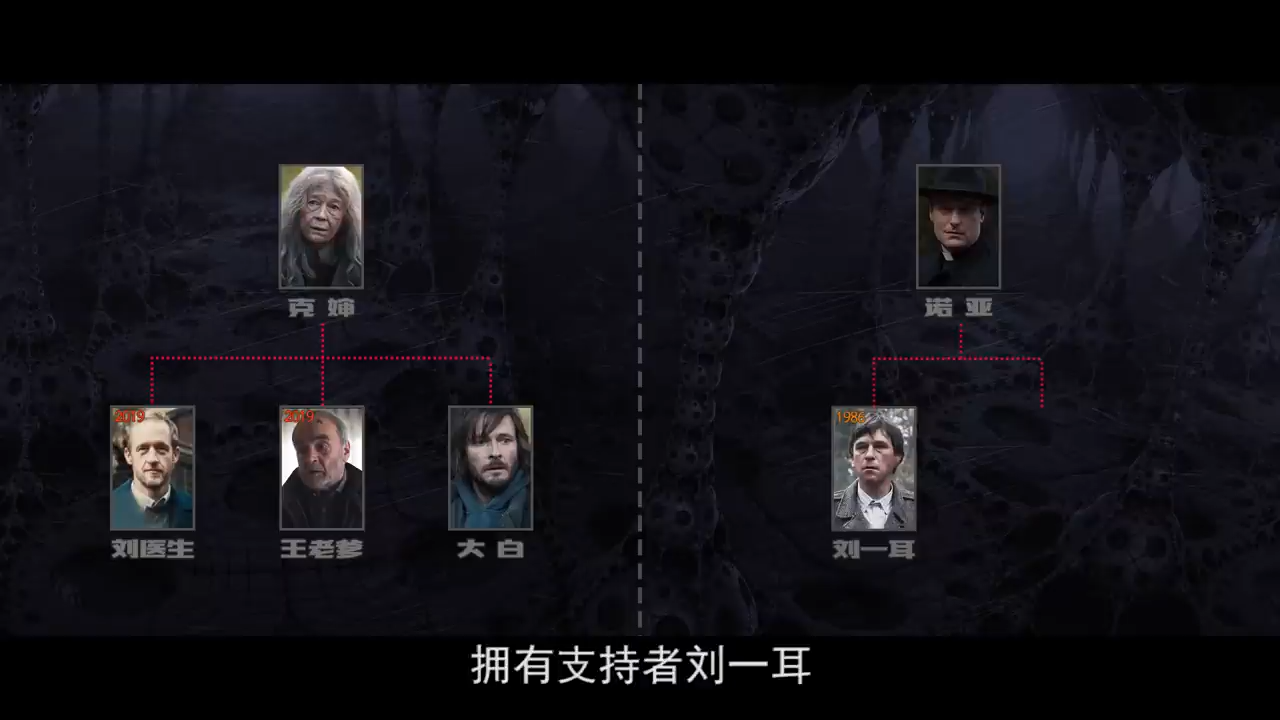 克婶
诺亚
2019
2019
1986
刘医生
王老爹
大白
刘一耳
拥有支持者刘一耳